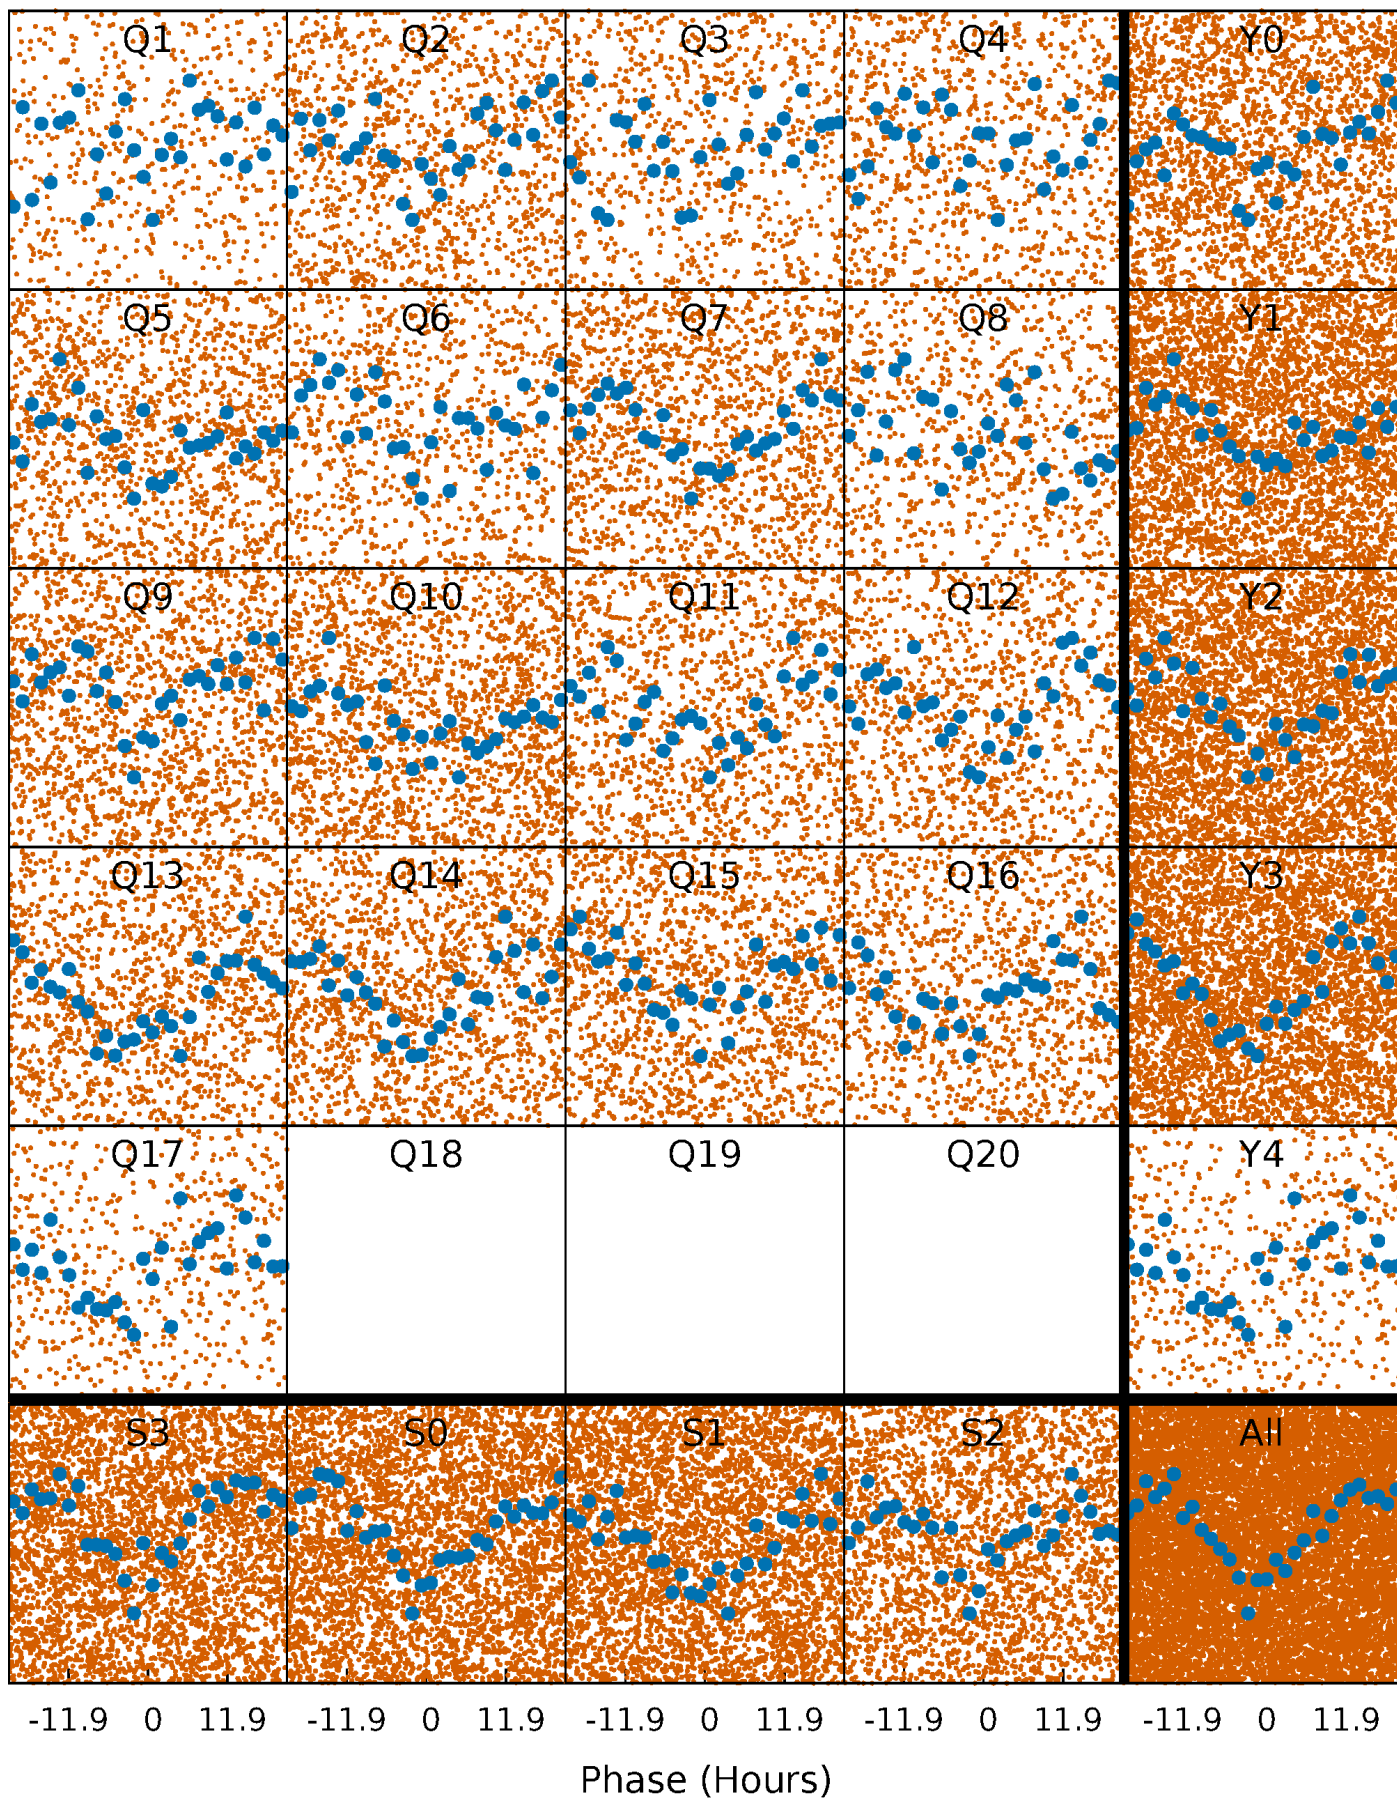 Q1 Q2 Q3 Q4 Y0
Q5 Q6 Q7 Q8 Y1
Q9 Q10 Q11 Q12 Y2
Q13 Q14 Q15 Q16 Y3
Q17 Q18 Q19 Q20 Y4
S3 S0 S1 S2 All
-11.9 0 11.9 -11.9 0 11.9 -11.9 0 11.9 -11.9 0 11.9 -11.9 0 11.9
Phase (Hours)